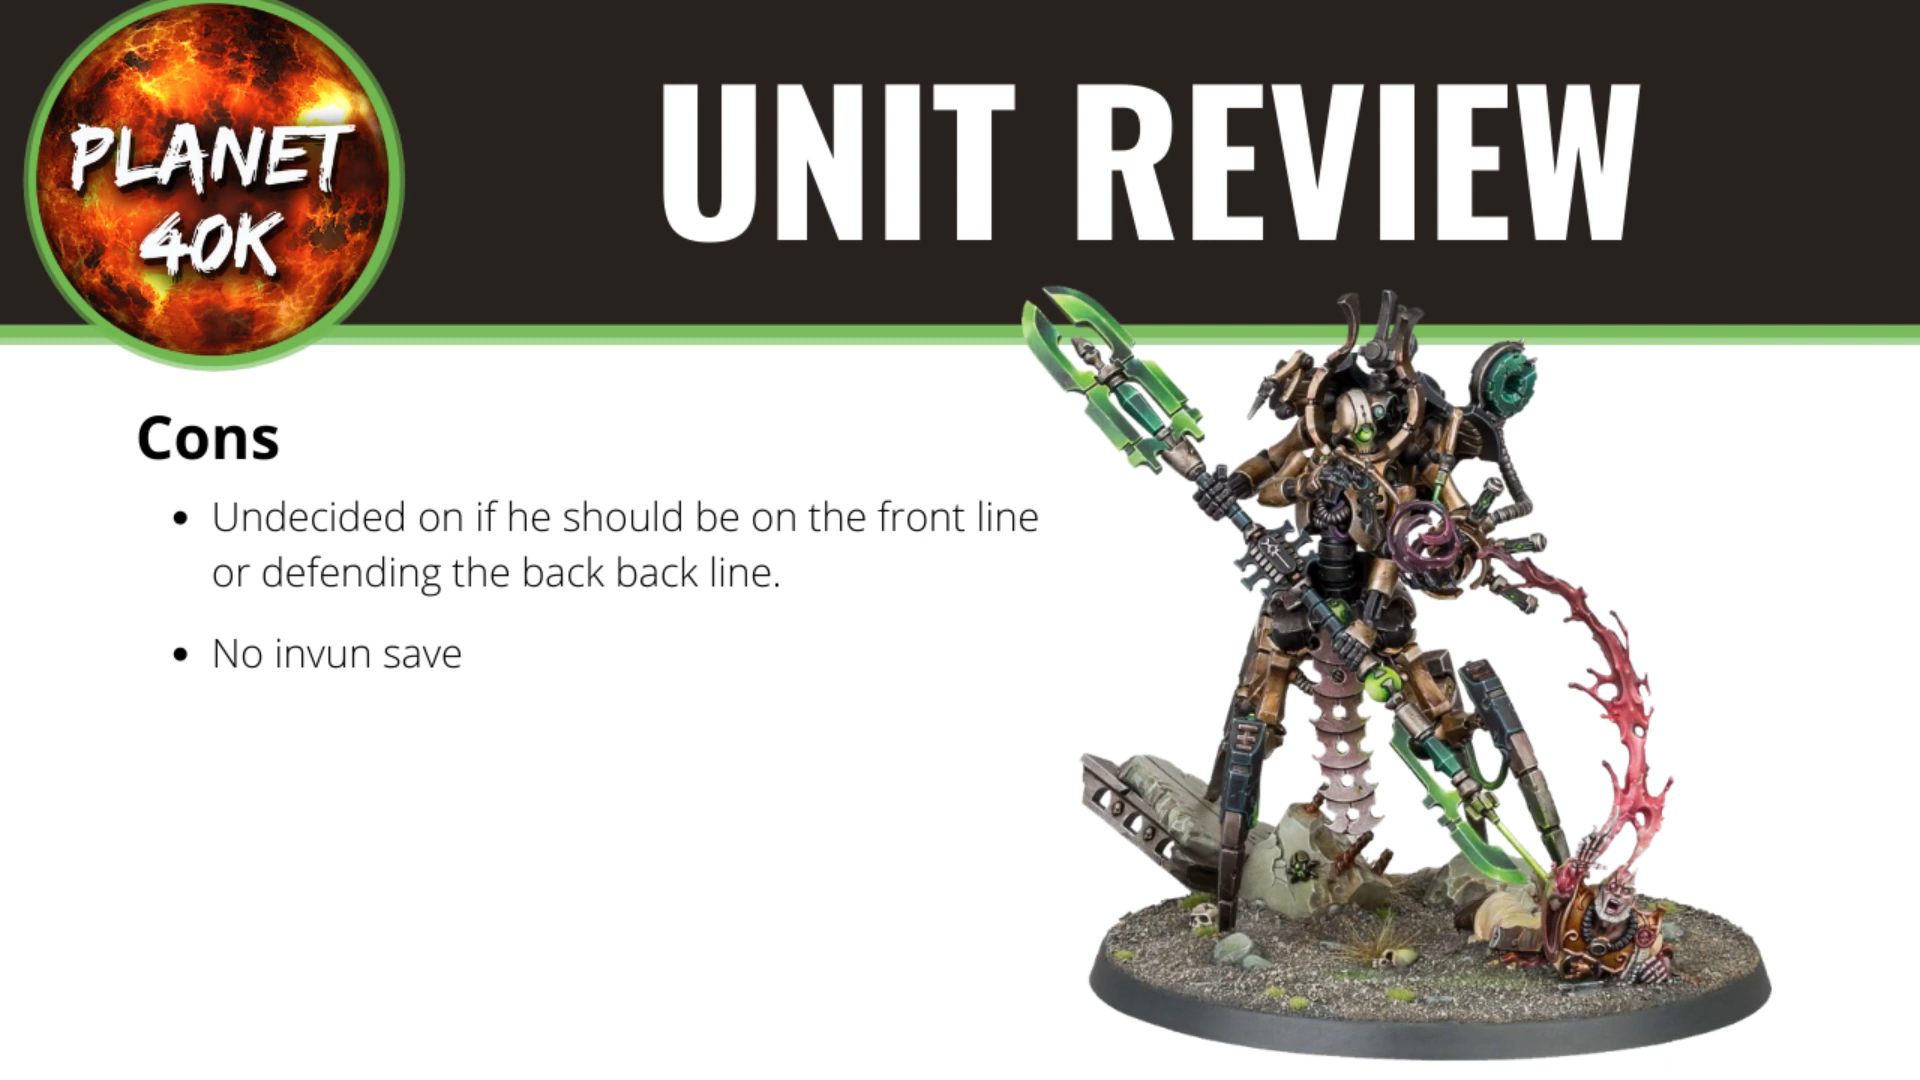 PLANET
40K
UNIT REVIEW
Cons
Undecided on if he should be on the front line
or defending the back back line.
No invun save